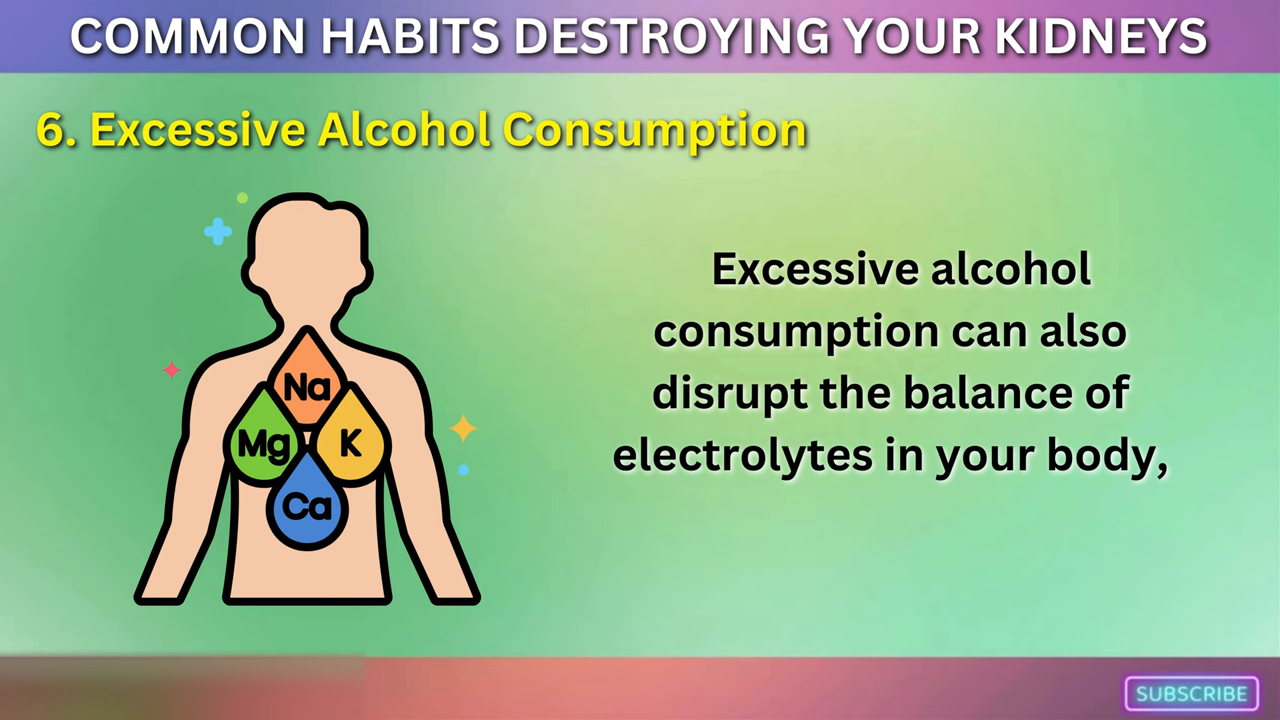 COMMON HABITS DESTROYING YOUR KIDNEYS
6. Excessive Alcohol Consumption
Na
Mg
K
Ca
Excessive alcohol
consumption can also
disrupt the balance of
electrolytes in your body,
SUBSCRIBE